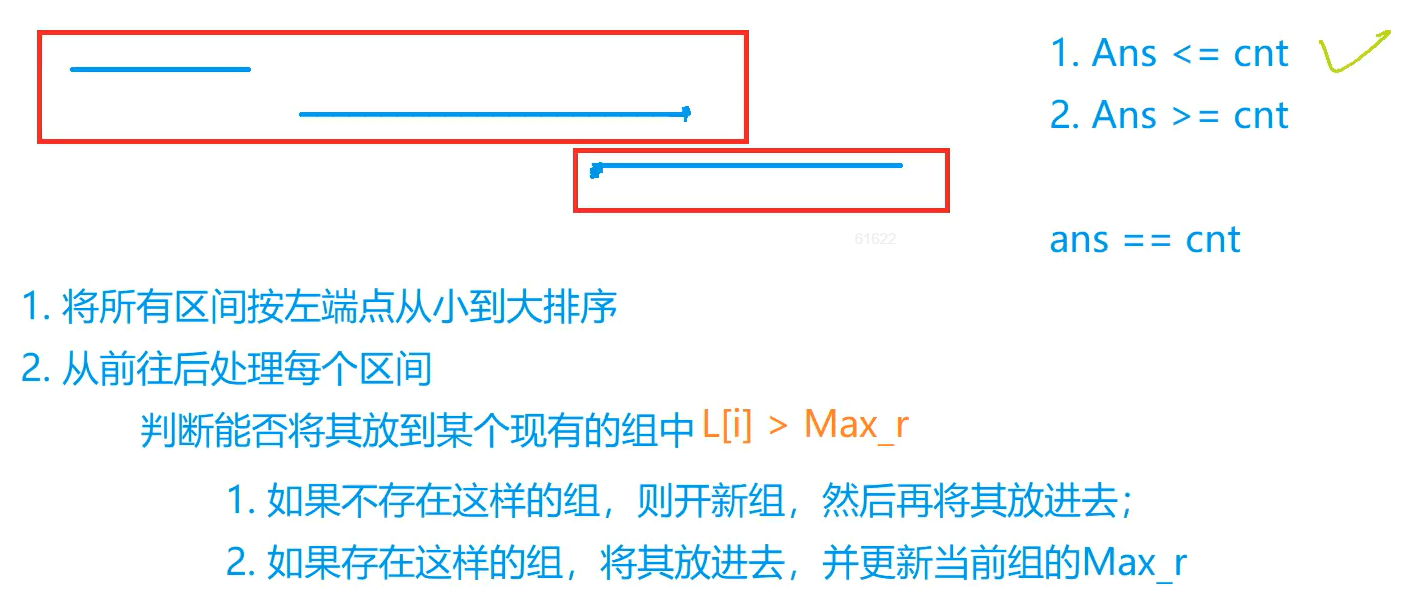 1. Ans <= cnt
2. Ans >= cnt
61622
ans == cnt
1. 将所有区间按左端点从小到大排序
2. 从前往后处理每个区间
判断能否将其放到某个现有的组中 L[i] > Max_r
1. 如果不存在这样的组，则开新组，然后再将其放进去；
2. 如果存在这样的组，将其放进去，并更新当前组的Max_r